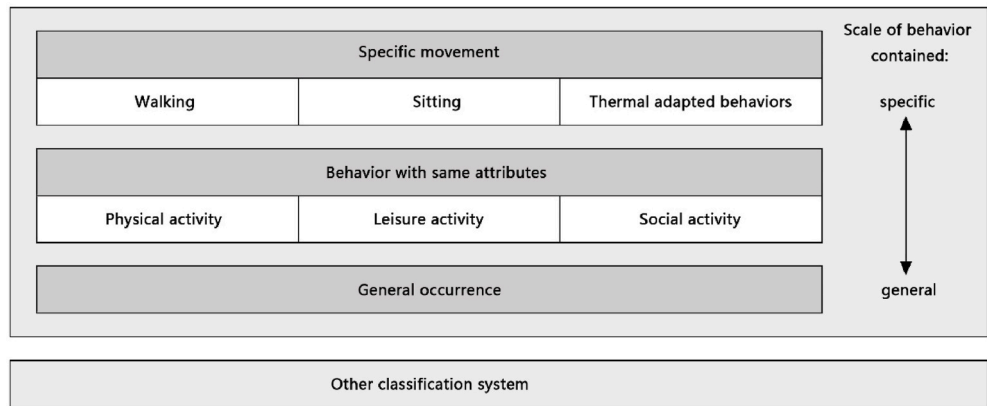 Specific movement
Walking
Sitting
Thermal adapted behaviors
Behavior with same attributes
Physical activity
Leisure activity
Social activity
General occurrence
Scale of behavior
contained:
specific
general
Other classification system